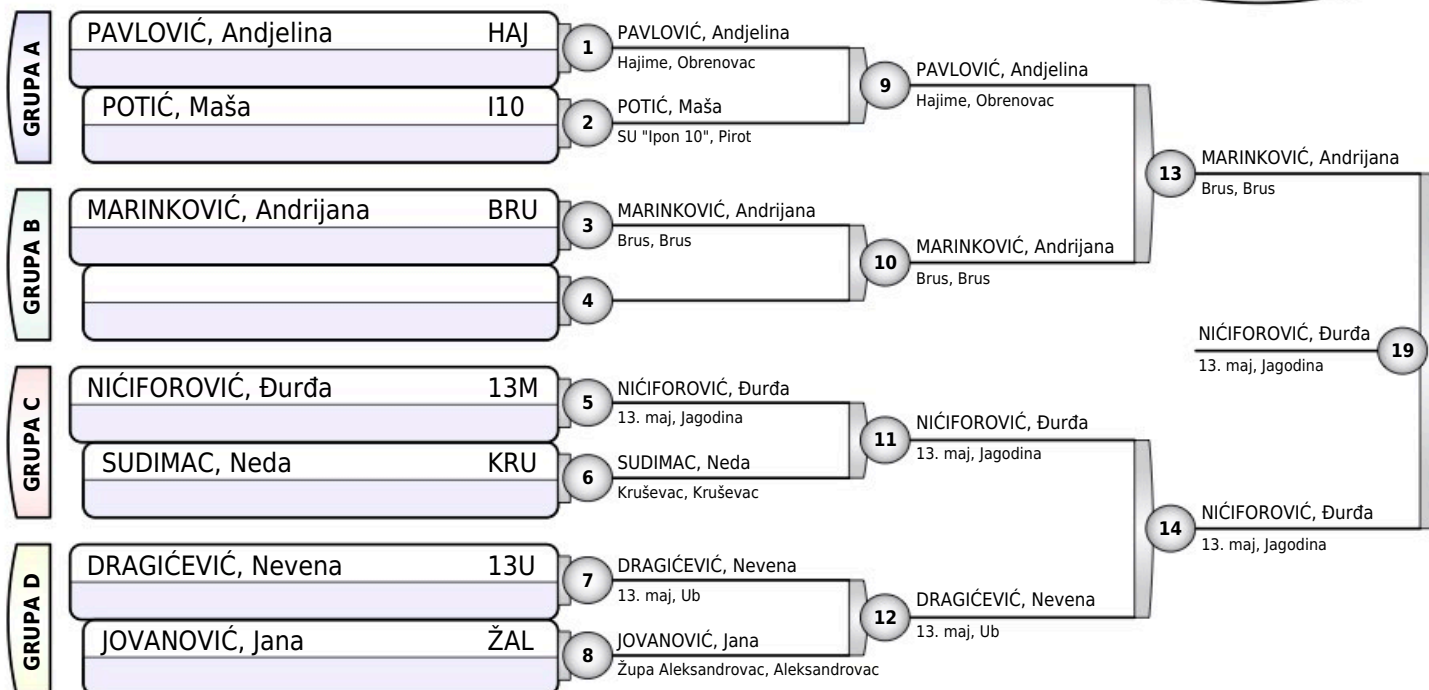 GRUPA A
PAVLOVIĆ, Andjelina HAJ
POTIĆ, Maša I10
GRUPA B
MARINKOVIĆ, Andrijana BRU
GRUPA C
NIĆIFOROVIĆ, Đurđa 13M
SUDIMAC, Neda KRU
GRUPA D
DRAGIĆEVIĆ, Nevena 13U
JOVANOVIĆ, Jana ŽAL
1
PAVLOVIĆ, Andjelina
Hajime, Obrenovac
2
POTIĆ, Maša
SU "Ipon 10", Pirot
3
MARINKOVIĆ, Andrijana
Brus, Brus
4
5
NIĆIFOROVIĆ, Đurđa
13. maj, Jagodina
6
SUDIMAC, Neda
Kruševac, Kruševac
7
DRAGIĆEVIĆ, Nevena
13. maj, Ub
8
JOVANOVIĆ, Jana
Župa Aleksandrovac, Aleksandrovac
9
PAVLOVIĆ, Andjelina
Hajime, Obrenovac
10
MARINKOVIĆ, Andrijana
Brus, Brus
11
NIĆIFOROVIĆ, Đurđa
13. maj, Jagodina
12
DRAGIĆEVIĆ, Nevena
13. maj, Ub
13
MARINKOVIĆ, Andrijana
Brus, Brus
14
NIĆIFOROVIĆ, Đurđa
13. maj, Jagodina
NIĆIFOROVIĆ, Đurđa
13. maj, Jagodina
19